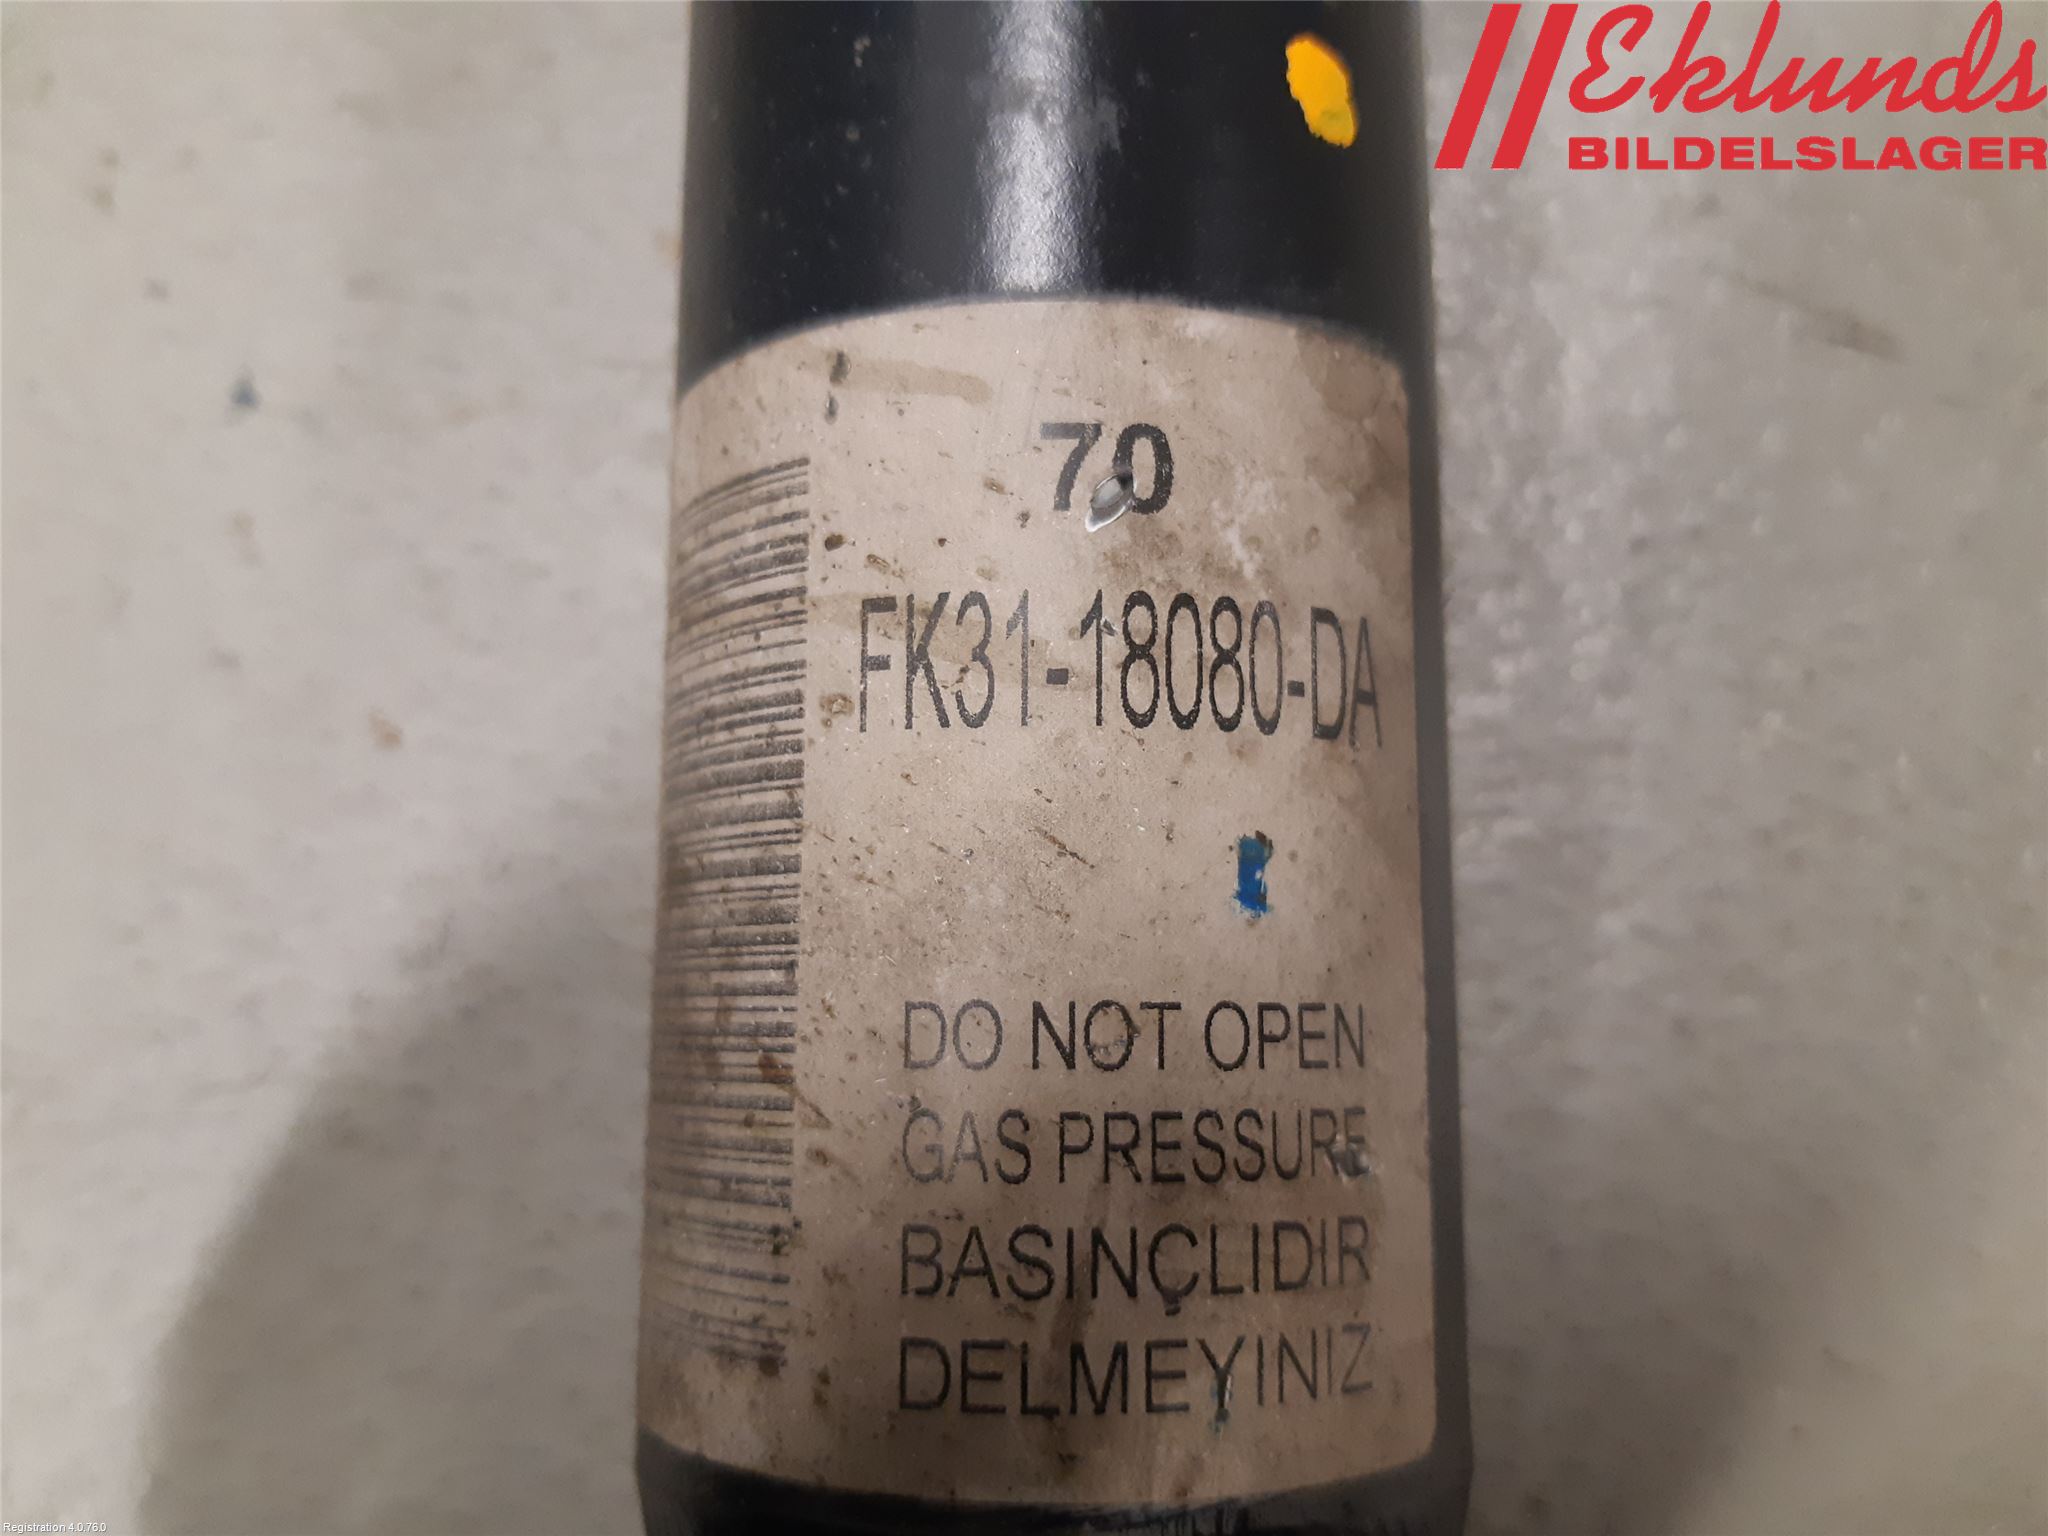 Eklunds
BILDELSLAGER
70
FK31-18080-DA
DO NOT OPEN
GAS PRESSURE
BASINÇLIDIR
DELMEYINIZ
Registration 4.0.76.0